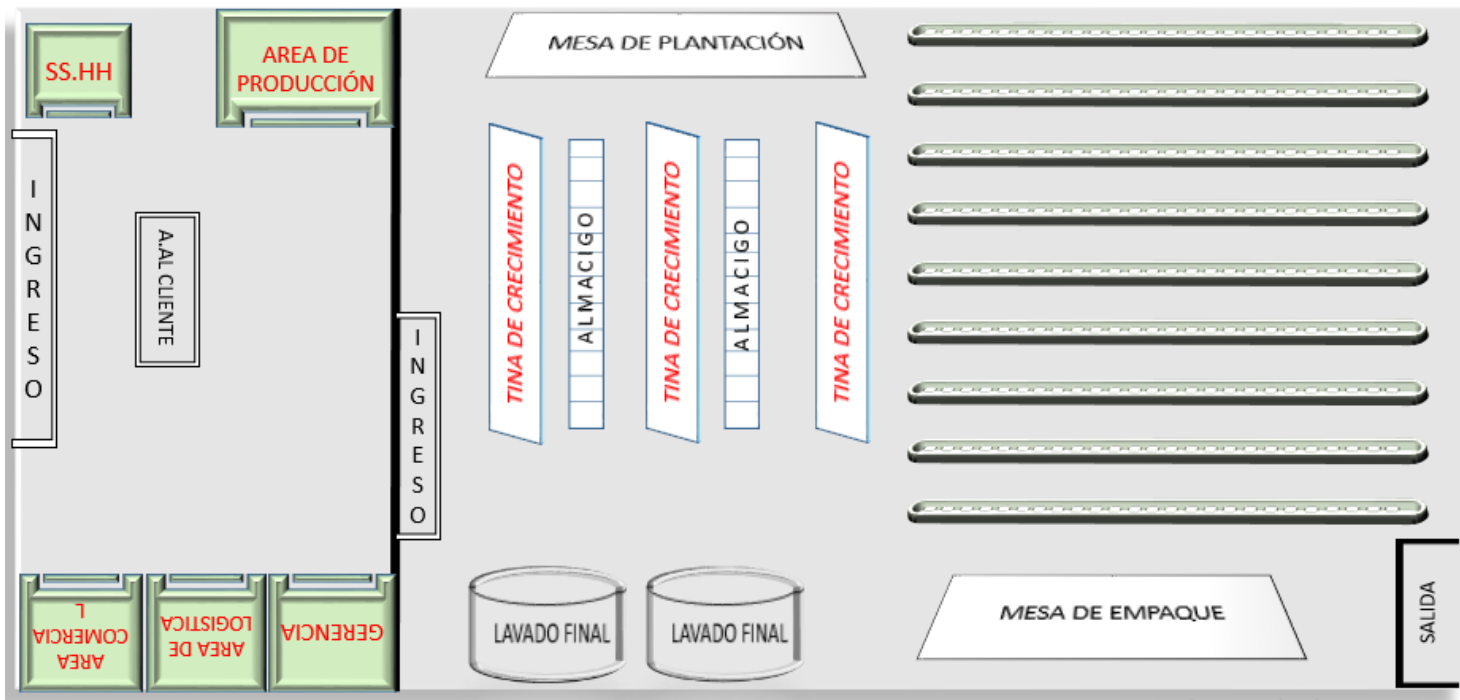 SS.HH
AREA DE
PRODUCCIÓN
MESA DE PLANTACIÓN
INGRESO
A.AL CLIENTE
INGRESO
TINA DE CRECIMIENTO
ALMACIGO
TINA DE CRECIMIENTO
ALMACIGO
TINA DE CRECIMIENTO
AREA
COMERCIA
L
AREA DE
LOGISTICA
GERENCIA
LAVADO FINAL
LAVADO FINAL
MESA DE EMPAQUE
SALIDA